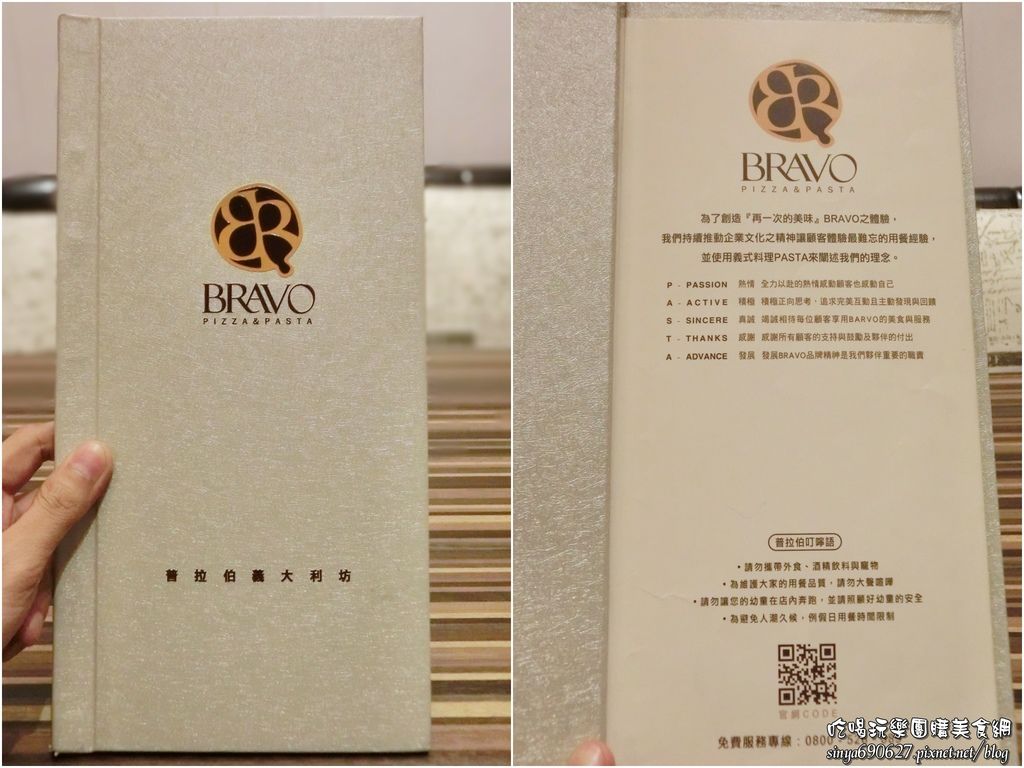 BRAVO
PIZZA&PASTA
普拉伯義大利坊
BRAVO
PIZZA&PASTA
為了創造『再一次的美味』BRAVO之體驗，
我們持續推動企業文化之精神讓顧客體驗最難忘的用餐經驗，
並使用義式料理PASTA來闡述我們的理念。
P - PASSION 熱情 全力以赴的熱情感動顧客也感動自己
A - ACTIVE 積極 積極正向思考、追求完美互動且主動發現與回饋
S - SINCERE 真誠 竭誠相待每位顧客享用BARVO的美食與服務
T - THANKS 感謝 感謝所有顧客的支持與鼓勵及夥伴的付出
A - ADVANCE 發展 發展BRAVO品牌精神是我們夥伴重要的職責
普拉伯叮嚀語
•請勿攜帶外食、酒精飲料與寵物
•為維護大家的用餐品質，請勿大聲喧嘩
•請勿讓您的幼童在店內奔跑，並請照顧好幼童的安全
•為避免人潮久候，例假日用餐時間限制
官網CODE
免費服務專線：0800
吃喝玩樂團購美食網
sinya690627.pixnet.net/blog